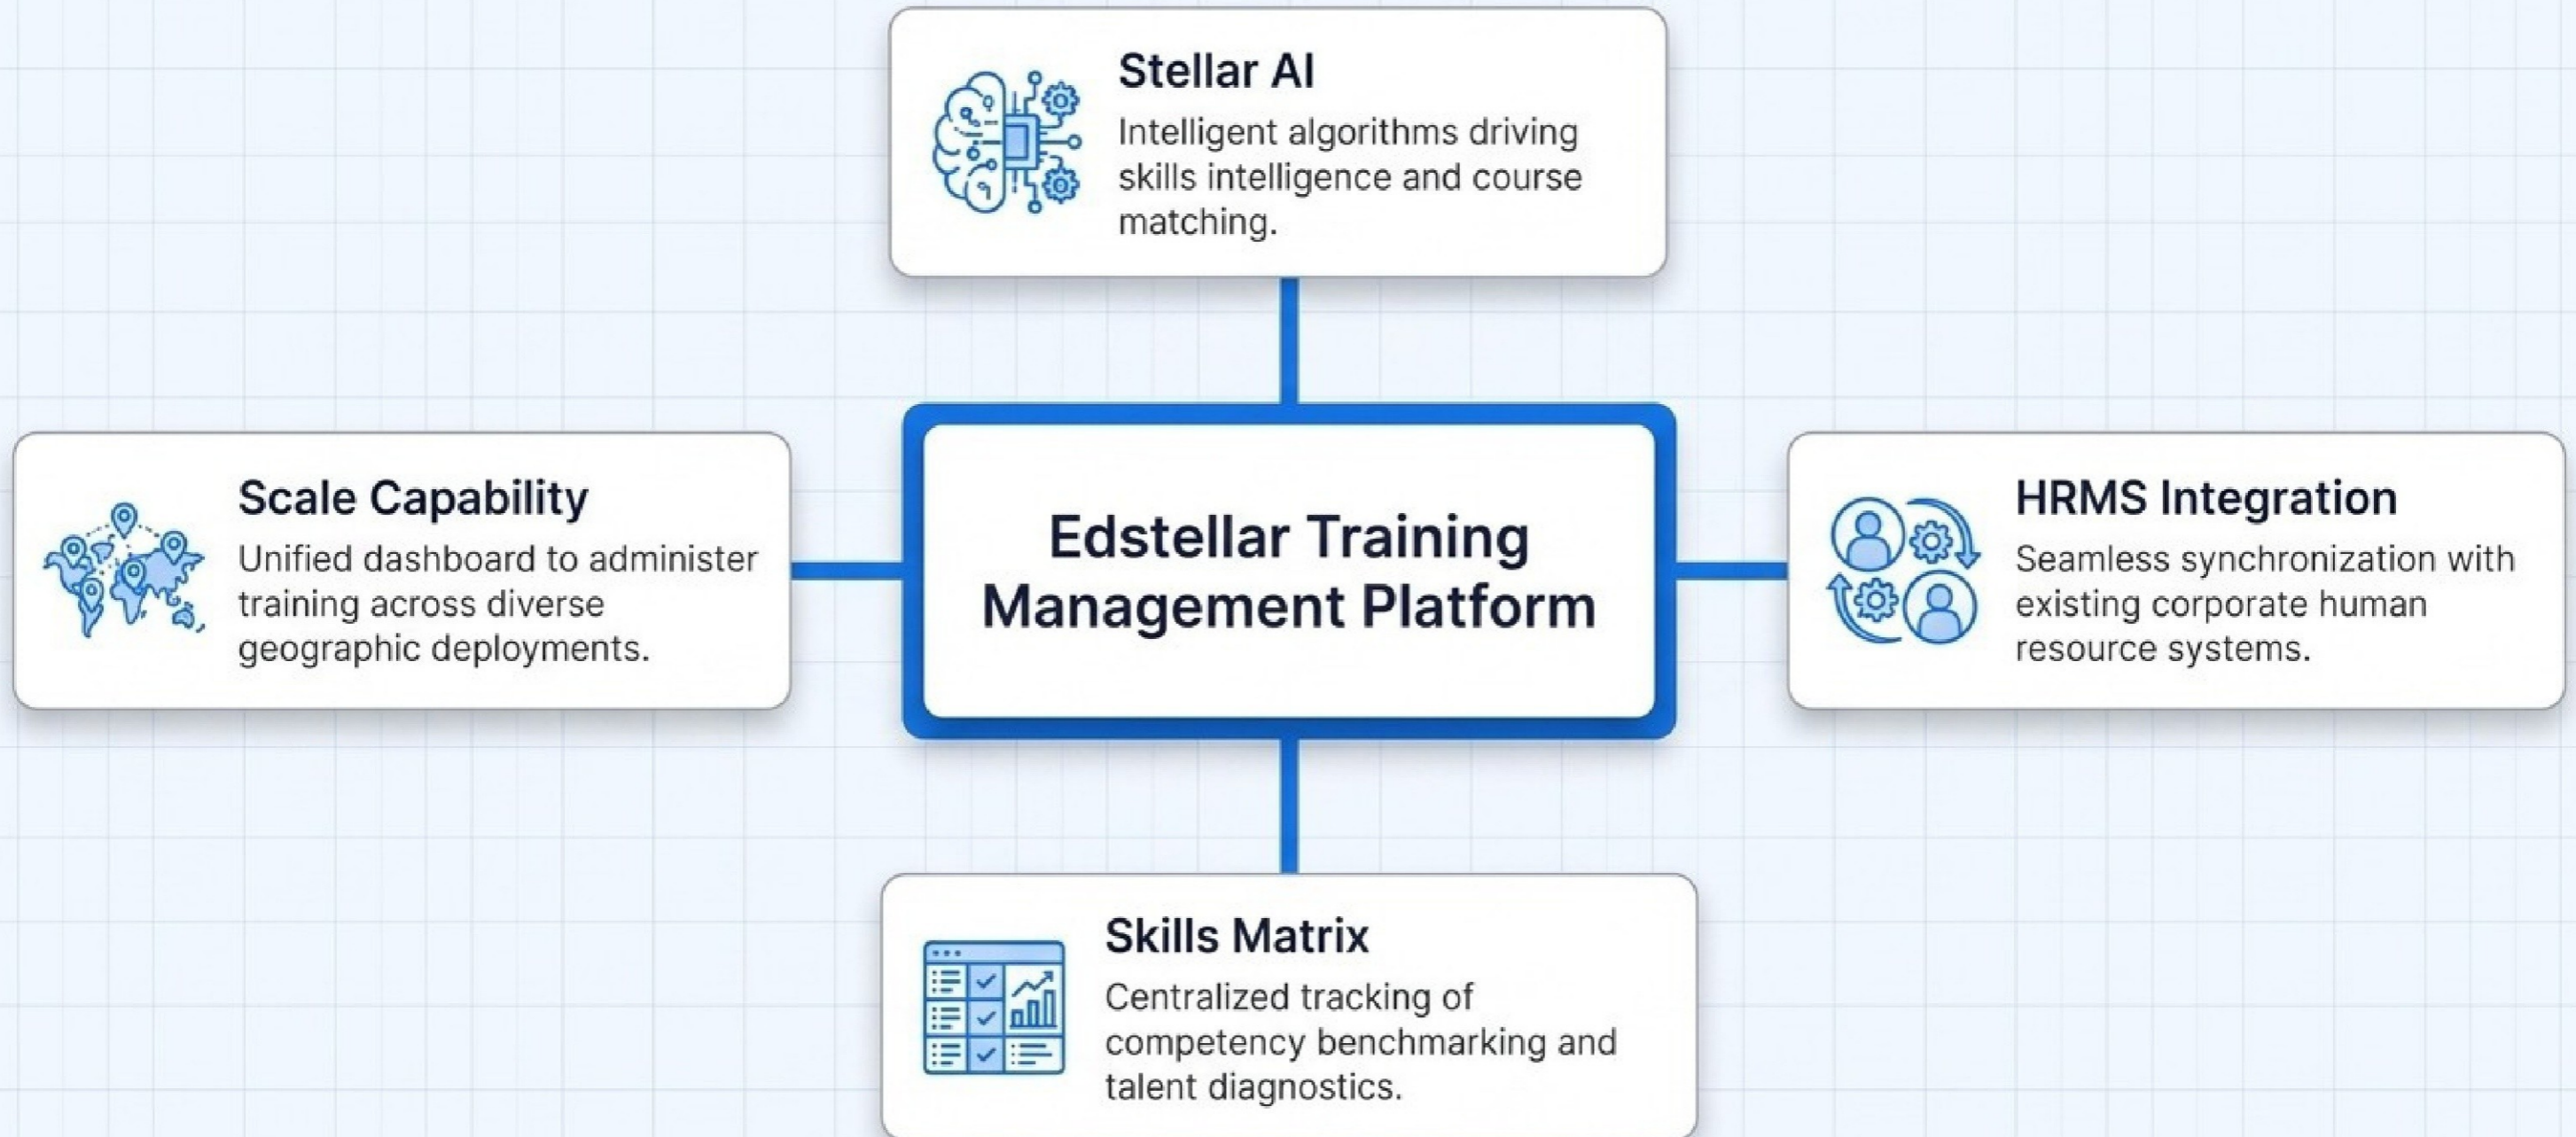 Stellar AI
Intelligent algorithms driving
skills intelligence and course
matching.
Scale Capability
Unified dashboard to administer
training across diverse
geographic deployments.
Edstellar Training
Management Platform
HRMS Integration
Seamless synchronization with
existing corporate human
resource systems.
Skills Matrix
Centralized tracking of
competency benchmarking and
talent diagnostics.